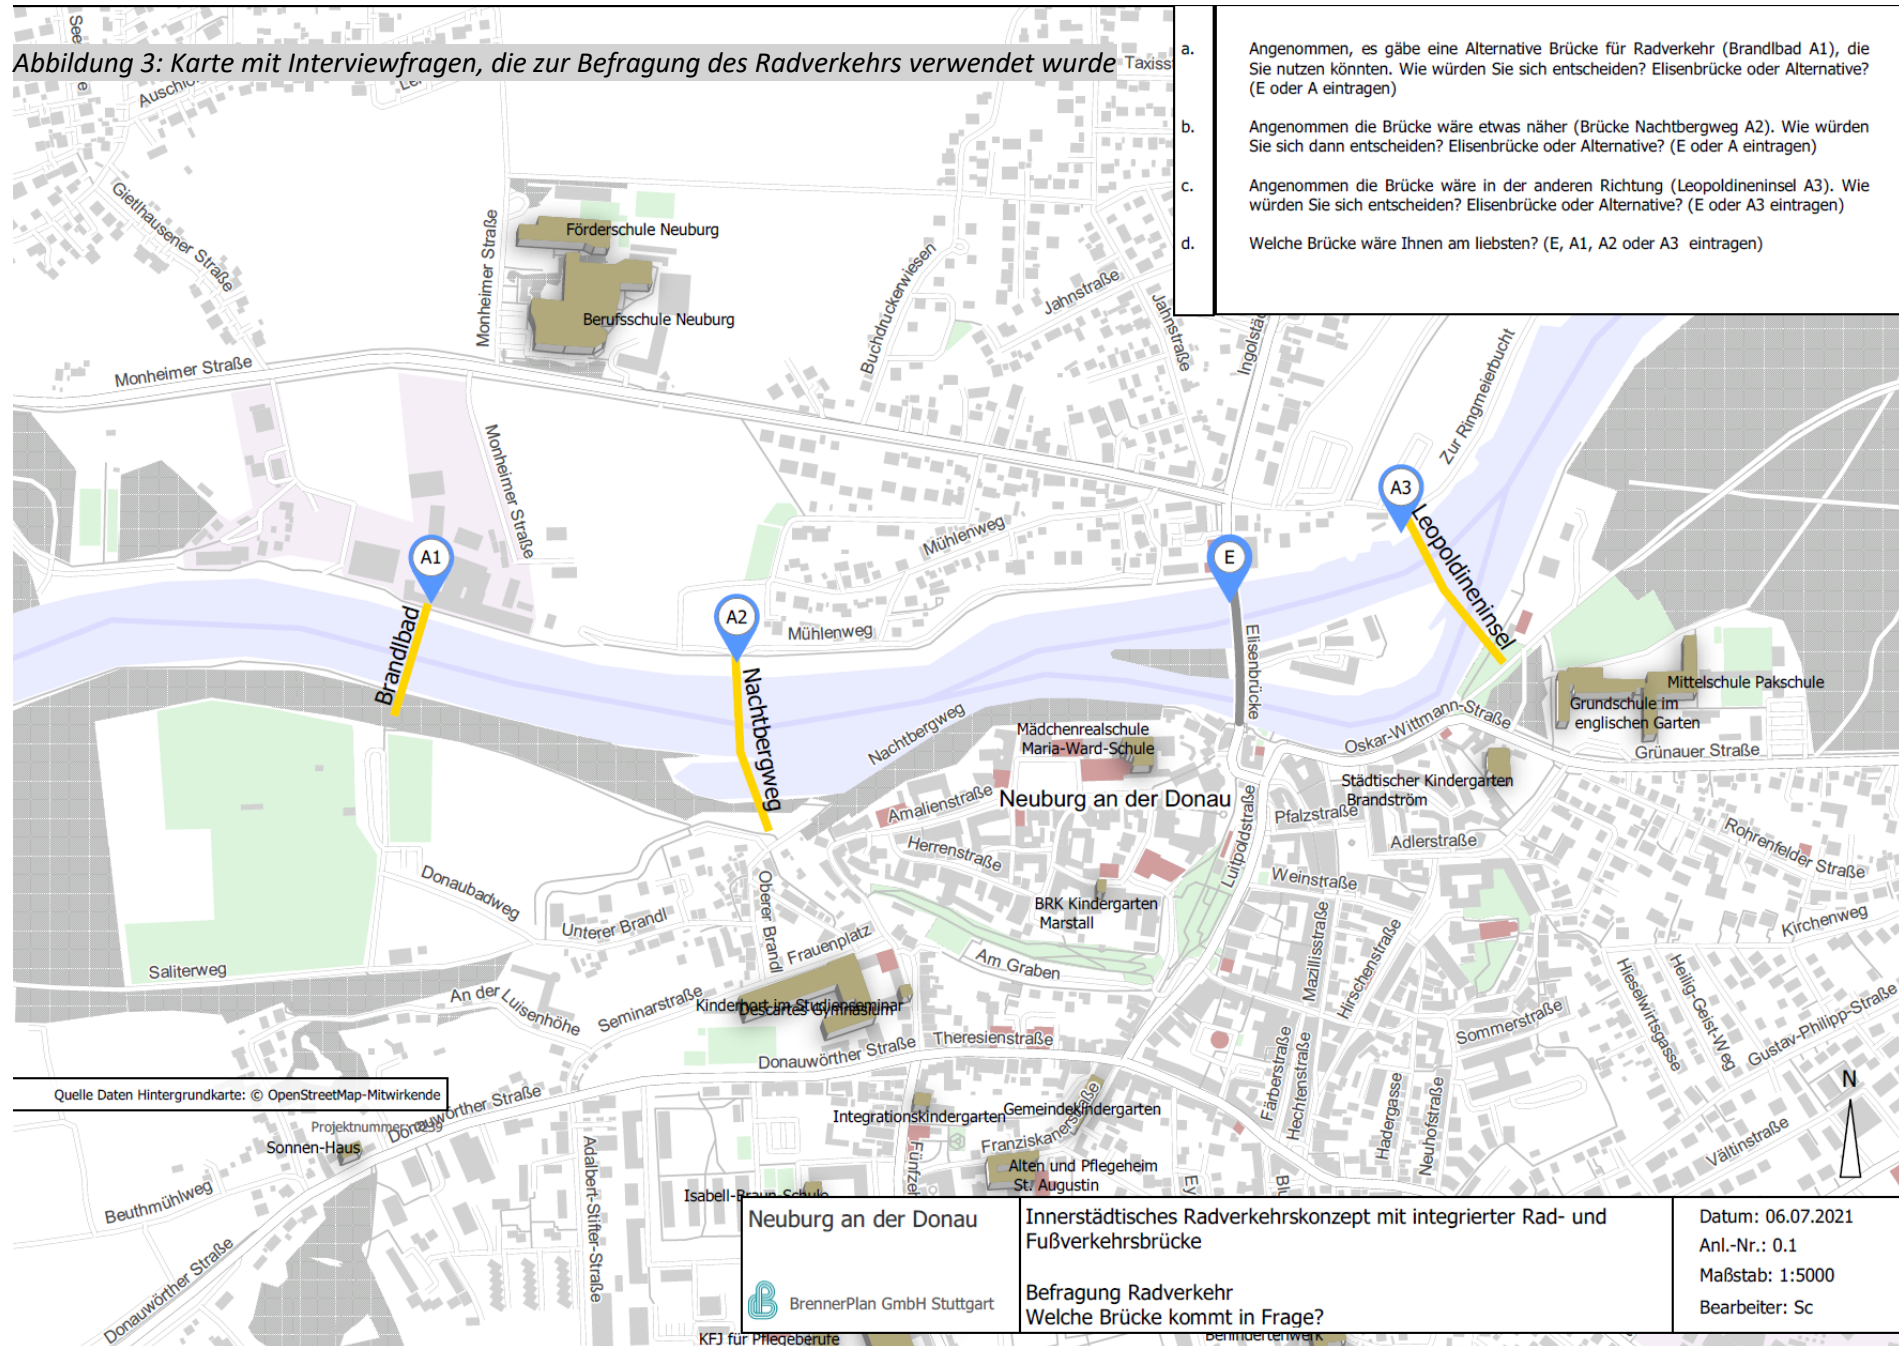 Abbildung 3: Karte mit Interviewfragen, die zur Befragung des Radverkehrs verwendet wurde
a. Angenommen, es gäbe eine Alternative Brücke für Radverkehr (Brandlbad A1), die
Sie nutzen könnten. Wie würden Sie sich entscheiden? Elisenbrücke oder Alternative?
(E oder A eintragen)
b. Angenommen die Brücke wäre etwas näher (Brücke Nachtbergweg A2). Wie würden
Sie sich dann entscheiden? Elisenbrücke oder Alternative? (E oder A eintragen)
c. Angenommen die Brücke wäre in der anderen Richtung (Leopoldineninsel A3). Wie
würden Sie sich entscheiden? Elisenbrücke oder Alternative? (E oder A3 eintragen)
d. Welche Brücke wäre Ihnen am liebsten? (E, A1, A2 oder A3 eintragen)
Gietlhausener Straße
Monheimer Straße
Förderschule Neuburg
Berufsschule Neuburg
Buchdruckerwiesen
Jahnstraße
Jahnstraße
Monheimer Straße
Monheimer Straße
Zur Ringmeierbucht
Mühlenweg
Mühlenweg
A1
Brandlbad
A2
Nachtbergweg
E
Elisenbrücke
A3
Leopoldineninsel
Nachtbergweg
Mädchenrealschule
Maria-Ward-Schule
Mittelschule Pakschule
Grundschule im
englischen Garten
Oskar-Wittmann-Straße
Grünauer Straße
Städtischer Kindergarten
Brandström
Neuburg an der Donau
Amalienstraße
Herrenstraße
Luitpoldstraße
Pfalzstraße
Adlerstraße
Rohrenfelder Straße
Weinstraße
Kirchenweg
Donaubadweg
Unterer Brandl
Oberer Brandl
Frauenplatz
BRK Kindergarten
Marstall
Am Graben
Mazillisstraße
Hirschenstraße
Hieselwirtsgasse
Heilig-Geist-Weg
Gustav-Philipp-Straße
Saliterweg
An der Luisenhöhe
Seminarstraße
Kinderhort im Studienseminar
Descartes Gymnasium
Donauwörther Straße
Theresienstraße
Sommerstraße
Färberstraße
Hechtenstraße
Hadergasse
Neuhofstraße
Vältinstraße
N
Quelle Daten Hintergrundkarte: © OpenStreetMap-Mitwirkende
Donauwörther Straße
Sonnen-Haus
Beuthmühlweg
Donauwörther Straße
Adalbert-Stifter-Straße
Integrationskindergarten
Gemeindekindergarten
Franziskanerstraße
Alten und Pflegeheim
St. Augustin
Isabell-Braun-Schule
KFJ für Pflegeberufe
Behindertenwerk
Neuburg an der Donau
BrennerPlan GmbH Stuttgart
Innerstädtisches Radverkehrskonzept mit integrierter Rad- und
Fußverkehrsbrücke
Befragung Radverkehr
Welche Brücke kommt in Frage?
Datum: 06.07.2021
Anl.-Nr.: 0.1
Maßstab: 1:5000
Bearbeiter: Sc